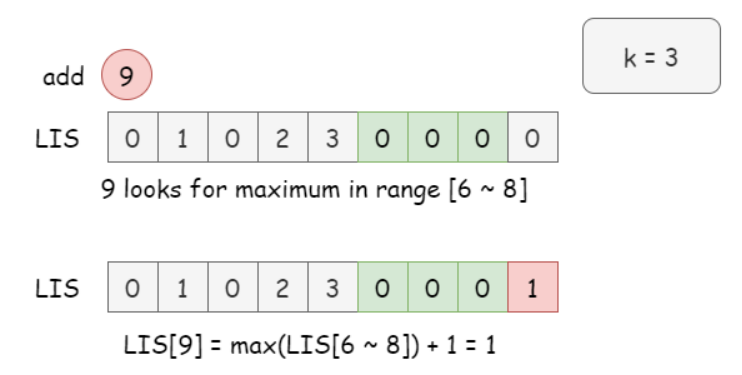 k = 3
add 9
LIS 0 1 0 2 3 0 0 0 0
9 looks for maximum in range [6 ~ 8]
LIS 0 1 0 2 3 0 0 0 1
LIS[9] = max(LIS[6 ~ 8]) + 1 = 1